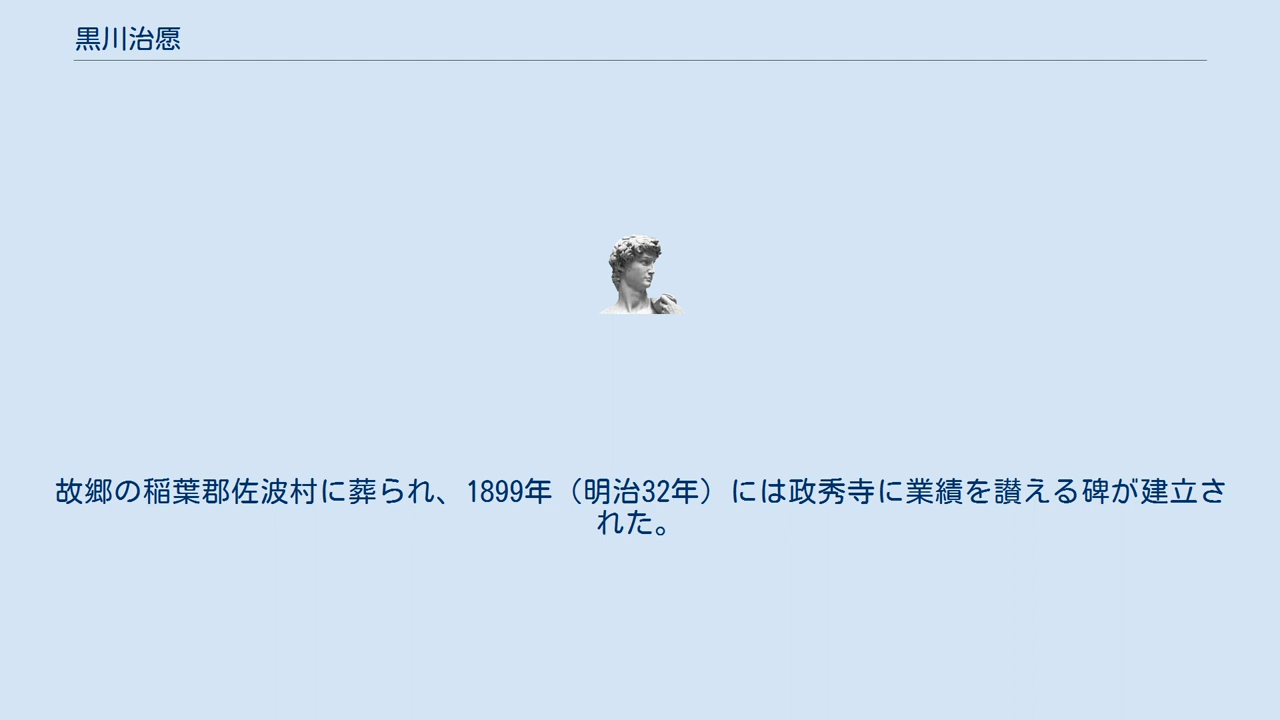 黒川治愿
故郷の稲葉郡佐波村に葬られ、1899年（明治32年）には政秀寺に業績を讃える碑が建立さ
れた。